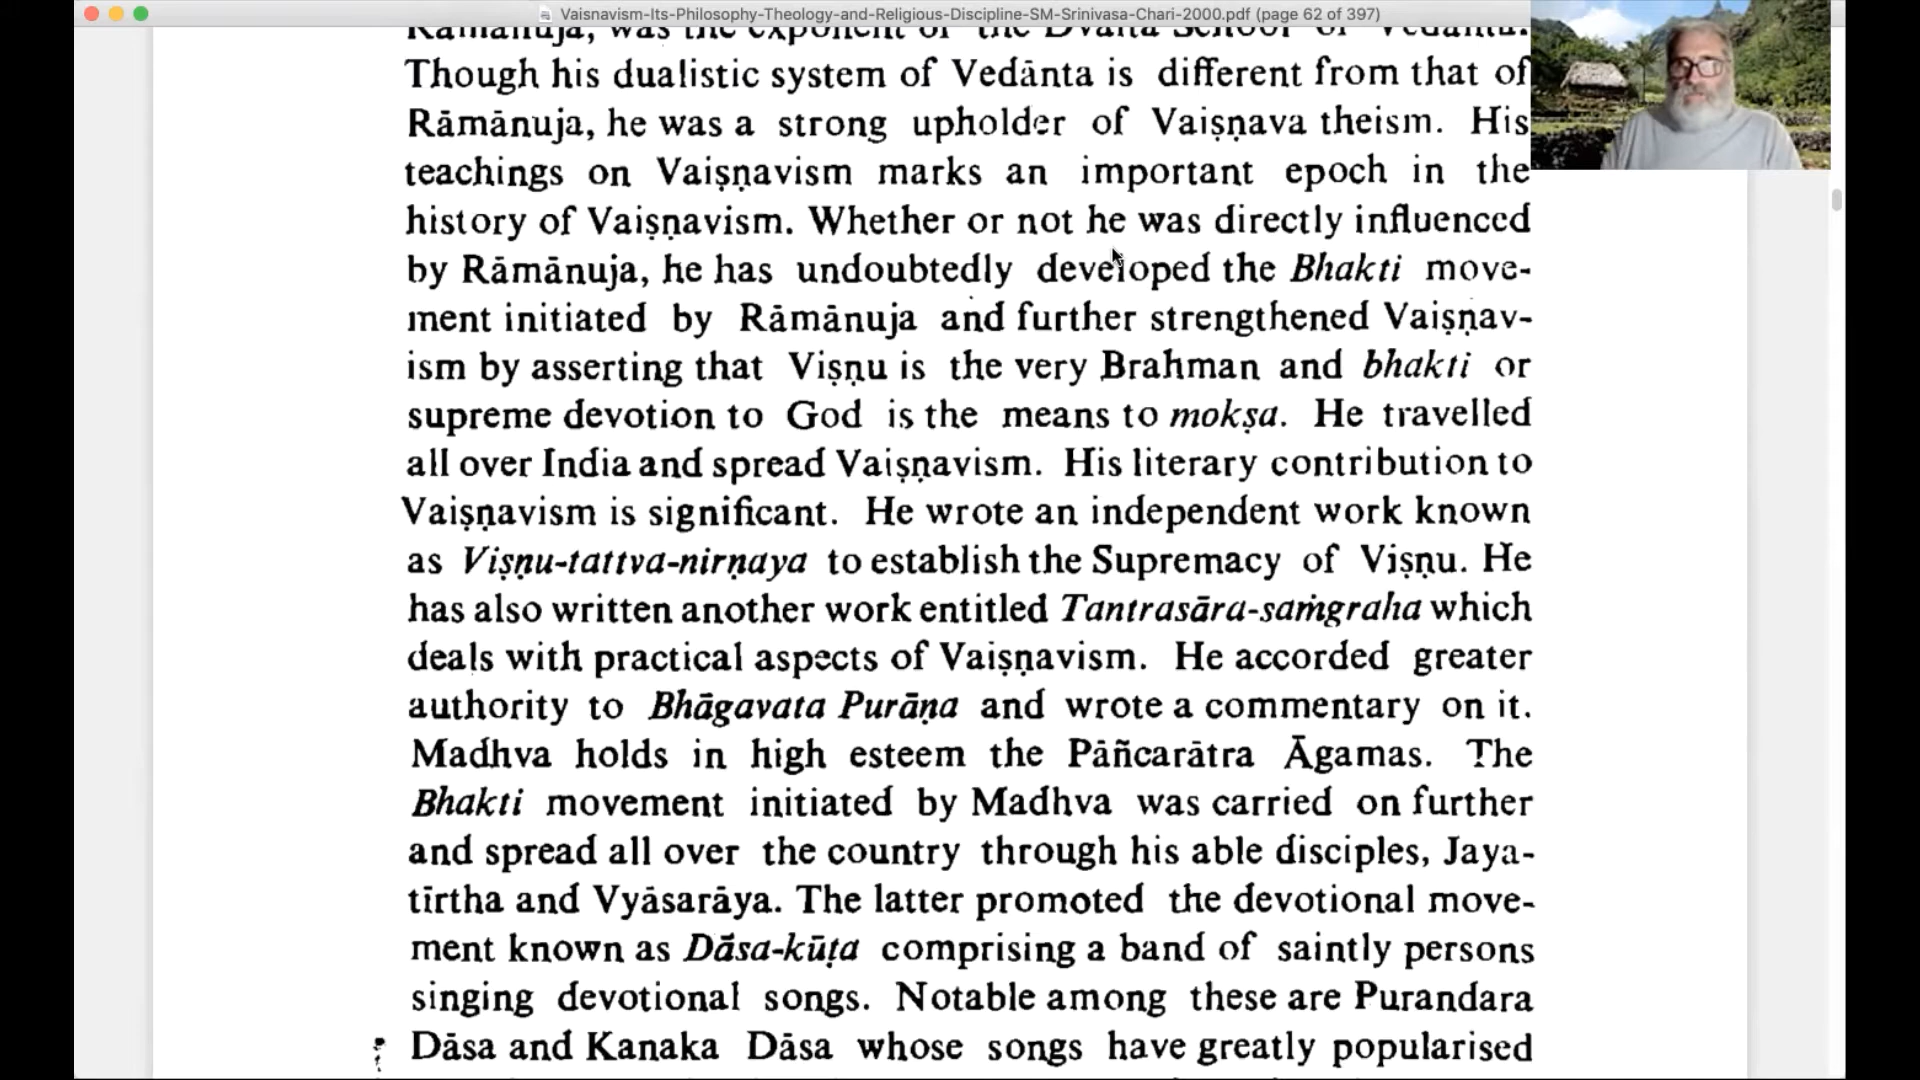 Vaisnavism-Its-Philosophy-Theology-and-Religious-Discipline-SM-Srinivasa-Chari-2000.pdf (page 62 of 397)
Rāmānuja, was the exponent of the Dvaita School of Vedānta.
Though his dualistic system of Vedānta is different from that of
Rāmānuja, he was a strong upholder of Vaiṣṇava theism. His
teachings on Vaiṣṇavism marks an important epoch in the
history of Vaiṣṇavism. Whether or not he was directly influenced
by Rāmānuja, he has undoubtedly developed the Bhakti move-
ment initiated by Rāmānuja and further strengthened Vaiṣṇav-
ism by asserting that Viṣṇu is the very Brahman and bhakti or
supreme devotion to God is the means to mokṣa. He travelled
all over India and spread Vaiṣṇavism. His literary contribution to
Vaiṣṇavism is significant. He wrote an independent work known
as Viṣṇu-tattva-nirṇaya to establish the Supremacy of Viṣṇu. He
has also written another work entitled Tantrasāra-saṁgraha which
deals with practical aspects of Vaiṣṇavism. He accorded greater
authority to Bhāgavata Purāṇa and wrote a commentary on it.
Madhva holds in high esteem the Pāñcarātra Āgamas. The
Bhakti movement initiated by Madhva was carried on further
and spread all over the country through his able disciples, Jaya-
tīrtha and Vyāsarāya. The latter promoted the devotional move-
ment known as Dāsa-kūṭa comprising a band of saintly persons
singing devotional songs. Notable among these are Purandara
Dāsa and Kanaka Dāsa whose songs have greatly popularised